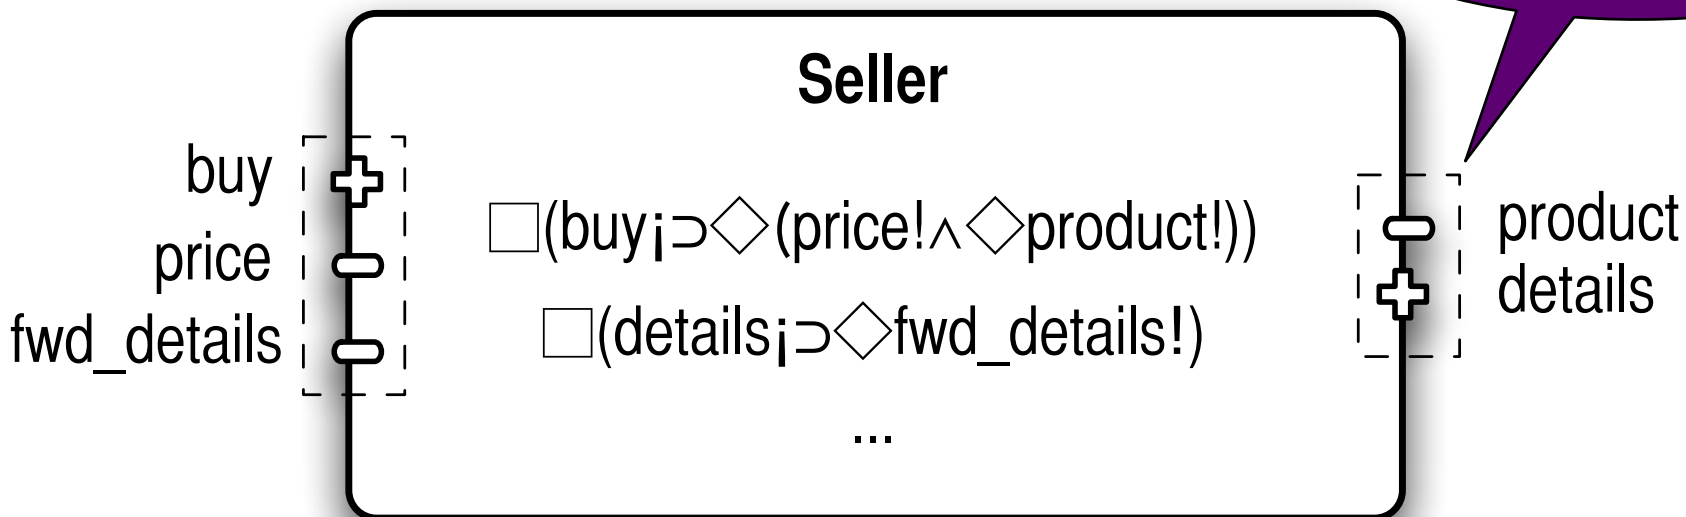 Seller
buy
price
fwd_details
□(buy¡⊃◇(price!∧◇product!))
□(details¡⊃◇fwd_details!)
...
product
details